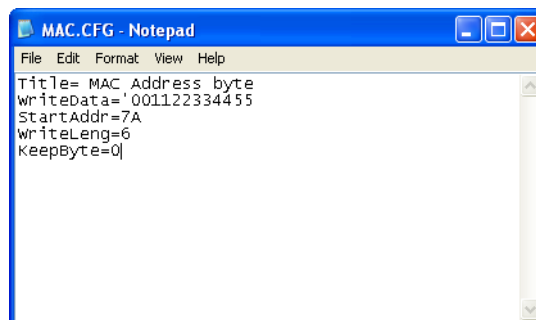 MAC.CFG - Notepad
File Edit Format View Help
Title= MAC Address byte
WriteData='001122334455
StartAddr=7A
WriteLeng=6
KeepByte=0